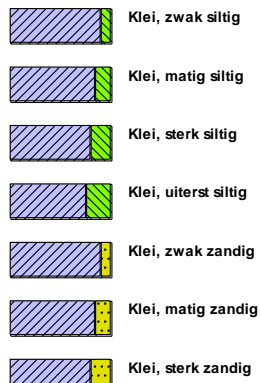 Klei, zwak siltig
Klei, matig siltig
Klei, sterk siltig
Klei, uiterst siltig
Klei, zwak zandig
Klei, matig zandig
Klei, sterk zandig